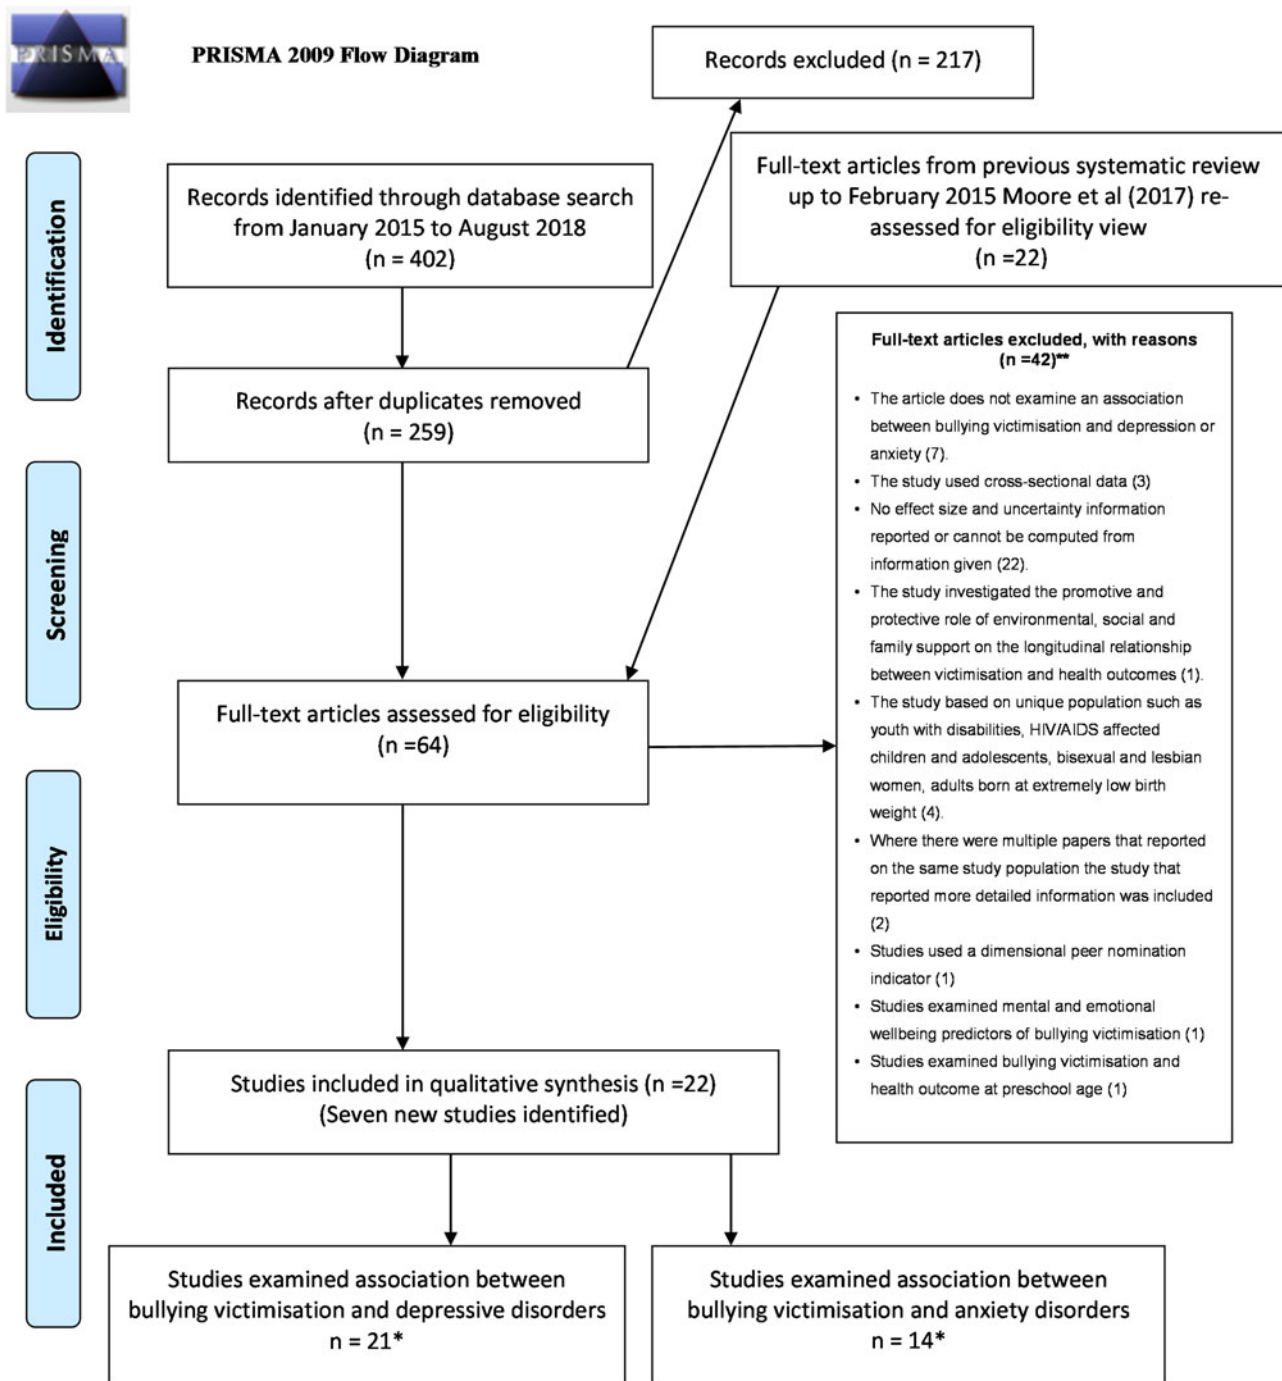 PRISMA
PRISMA 2009 Flow Diagram
Records excluded (n = 217)
Identification
Records identified through database search
from January 2015 to August 2018
(n = 402)
Full-text articles from previous systematic review
up to February 2015 Moore et al (2017) re-
assessed for eligibility view
(n =22)
Records after duplicates removed
(n = 259)
Screening
Full-text articles assessed for eligibility
(n =64)
Full-text articles excluded, with reasons
(n =42)**
• The article does not examine an association
between bullying victimisation and depression or
anxiety (7).
• The study used cross-sectional data (3)
• No effect size and uncertainty information
reported or cannot be computed from
information given (22).
• The study investigated the promotive and
protective role of environmental, social and
family support on the longitudinal relationship
between victimisation and health outcomes (1).
• The study based on unique population such as
youth with disabilities, HIV/AIDS affected
children and adolescents, bisexual and lesbian
women, adults born at extremely low birth
weight (4).
• Where there were multiple papers that reported
on the same study population the study that
reported more detailed information was included
(2)
• Studies used a dimensional peer nomination
indicator (1)
• Studies examined mental and emotional
wellbeing predictors of bullying victimisation (1)
• Studies examined bullying victimisation and
health outcome at preschool age (1)
Eligibility
Studies included in qualitative synthesis (n =22)
(Seven new studies identified)
Included
Studies examined association between
bullying victimisation and depressive disorders
n = 21*
Studies examined association between
bullying victimisation and anxiety disorders
n = 14*